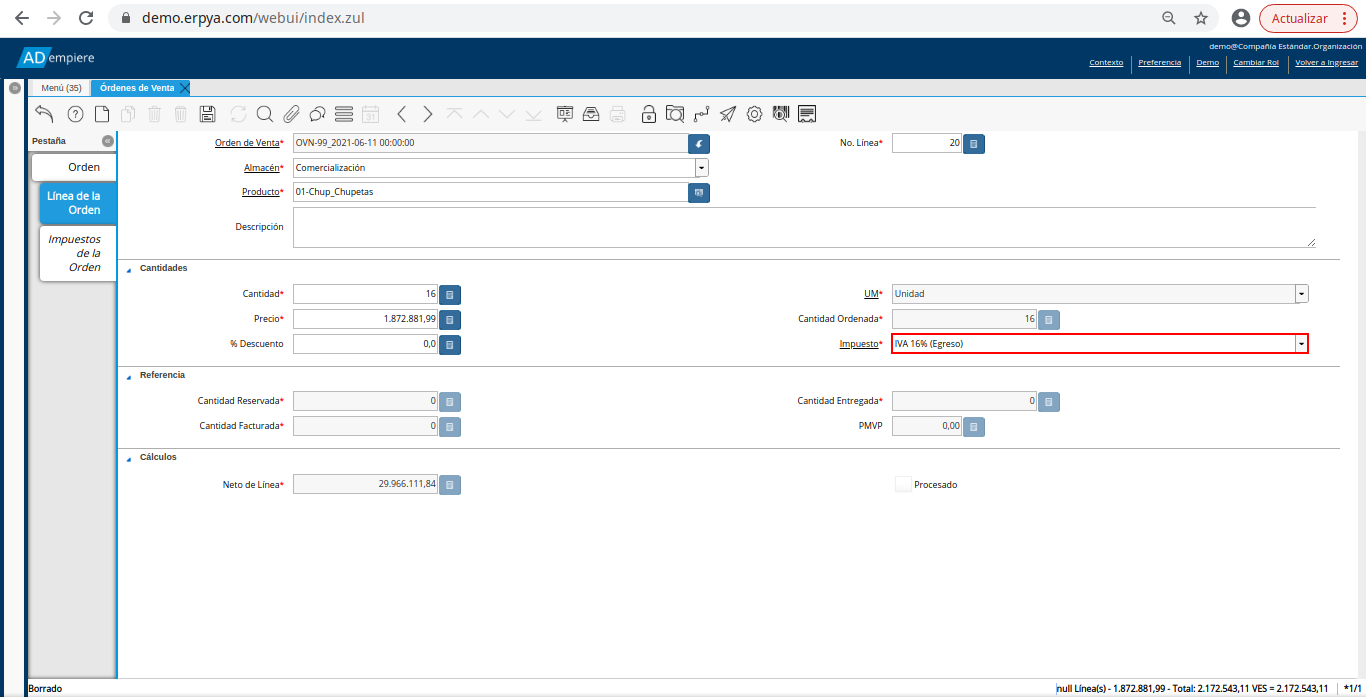 demo.erpya.com/webui/index.zul
Actualizar
ADempiere
demo@Compañía Estándar.Organización
Contexto Preferencia Demo Cambiar Rol Volver a Ingresar
Menú (35) Órdenes de Venta
31
Pestaña
Orden
Línea de la
Orden
Impuestos
de la
Orden
Orden de Venta* OVN-99_2021-06-11 00:00:00 No. Línea* 20
Almacén* Comercialización
Producto* 01-Chup_Chupetas
Descripción
Cantidades
Cantidad* 16 UM* Unidad
Precio* 1.872.881,99 Cantidad Ordenada* 16
% Descuento 0,0 Impuesto* IVA 16% (Egreso)
Referencia
Cantidad Reservada* 0 Cantidad Entregada* 0
Cantidad Facturada* 0 PMVP 0,00
Cálculos
Neto de Línea* 29.966.111,84 Procesado
Borrado null Línea(s) - 1.872.881,99 - Total: 2.172.543,11 VES = 2.172.543,11 *1/1